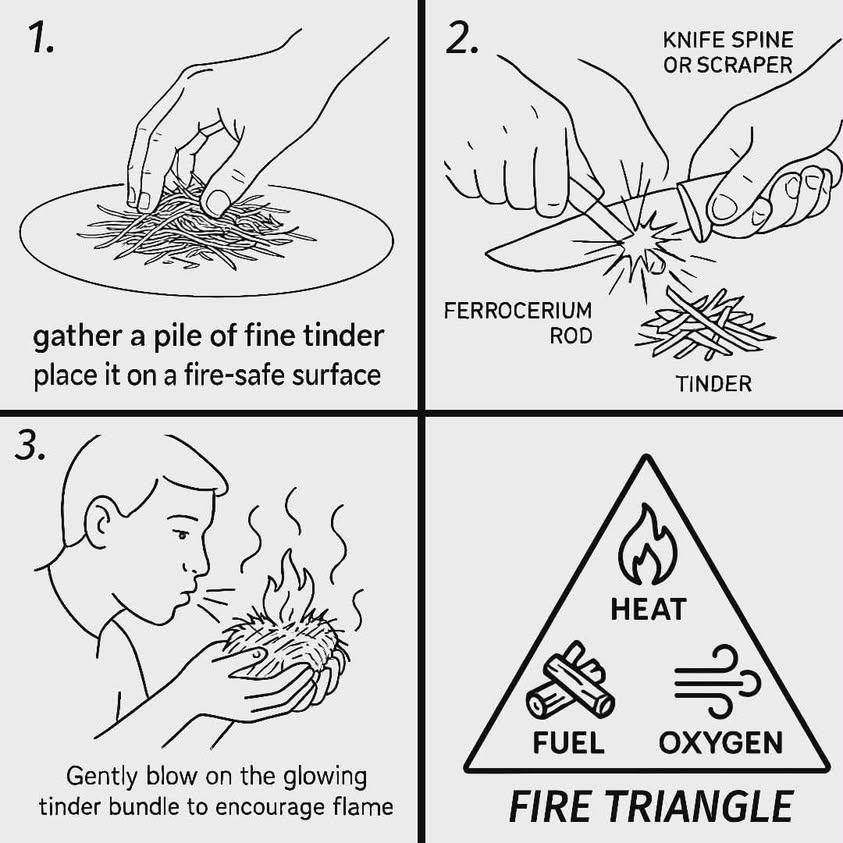 1.
gather a pile of fine tinder
place it on a fire-safe surface
2.
KNIFE SPINE
OR SCRAPER
FERROCERIUM
ROD
TINDER
3.
Gently blow on the glowing
tinder bundle to encourage flame
HEAT
FUEL
OXYGEN
FIRE TRIANGLE